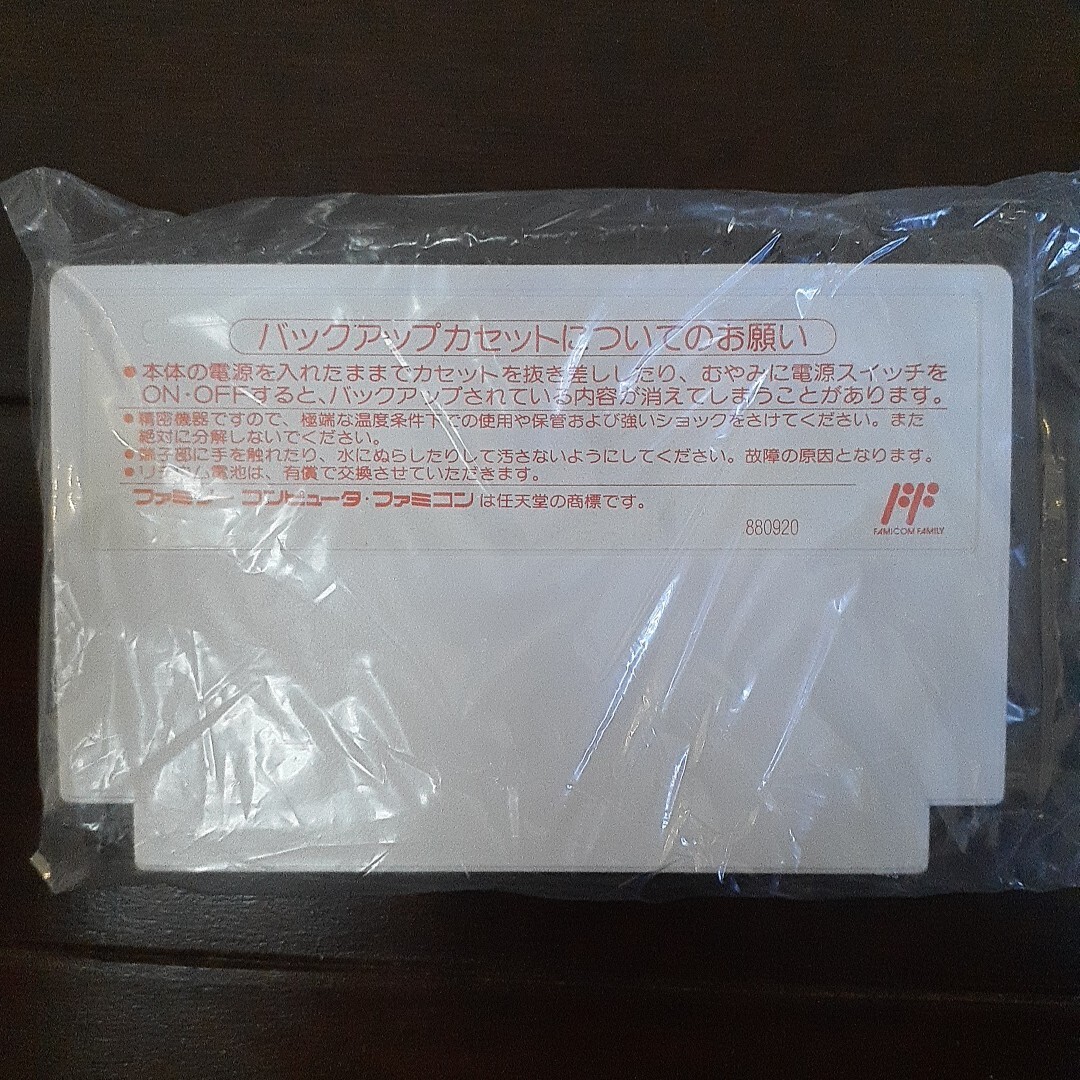 バックアップカセットについてのお願い
●本体の電源を入れたままでカセットを抜き差ししたり、むやみに電源スイッチを
ON・OFFすると、バックアップされている内容が消えてしまうことがあります。
●精密機器ですので、極端な温度条件下での使用や保管および強いショックをさけてください。また
絶対に分解しないでください。
●端子部に手を触れたり、水にぬらしたりして汚さないようにしてください。故障の原因となります。
●リチウム電池は、有償で交換させていただきます。
ファミリー コンピュータ・ファミコンは任天堂の商標です。
880920
FAMICOM FAMILY